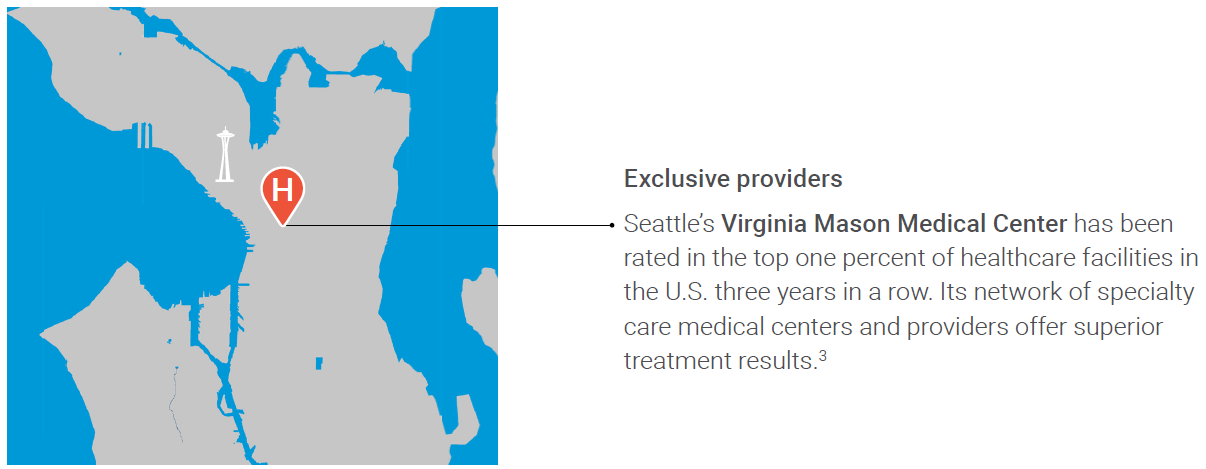 H
Exclusive providers
Seattle’s Virginia Mason Medical Center has been
rated in the top one percent of healthcare facilities in
the U.S. three years in a row. Its network of specialty
care medical centers and providers offer superior
treatment results.³